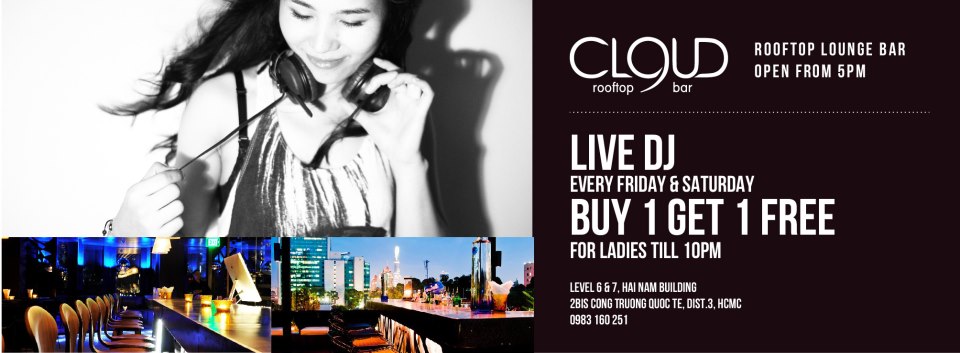 CL9UD
rooftop bar
ROOFTOP LOUNGE BAR
OPEN FROM 5PM
LIVE DJ
EVERY FRIDAY & SATURDAY
BUY 1 GET 1 FREE
FOR LADIES TILL 10PM
LEVEL 6 & 7, HAI NAM BUILDING
2BIS CONG TRUONG QUOC TE, DIST.3, HCMC
0983 160 251